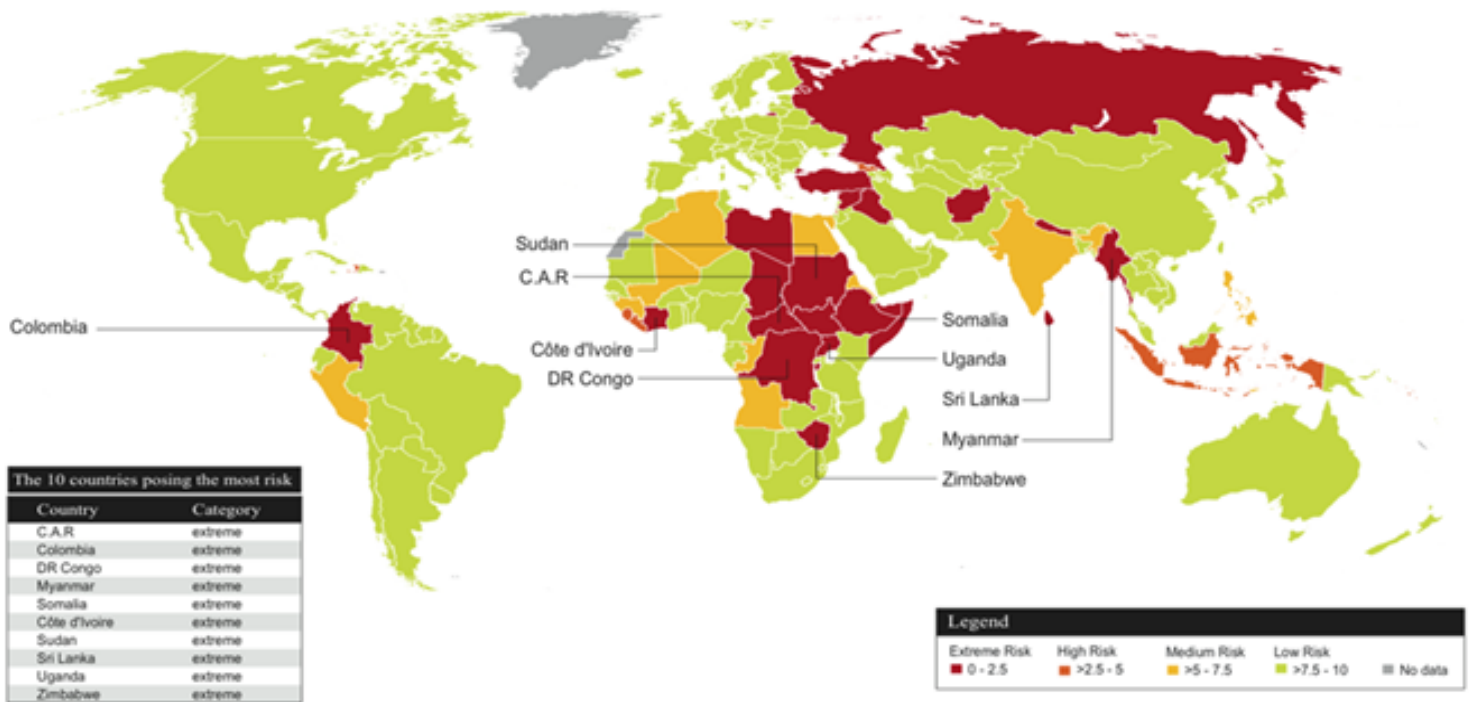 Sudan
C.A.R
Colombia
Côte d'Ivoire
DR Congo
Somalia
Uganda
Sri Lanka
Myanmar
Zimbabwe
The 10 countries posing the most risk
Country Category
C.A.R extreme
Colombia extreme
DR Congo extreme
Myanmar extreme
Somalia extreme
Côte d'Ivoire extreme
Sudan extreme
Sri Lanka extreme
Uganda extreme
Zimbabwe extreme
Legend
Extreme Risk High Risk Medium Risk Low Risk
0 - 2.5 >2.5 - 5 >5 - 7.5 >7.5 - 10 No data